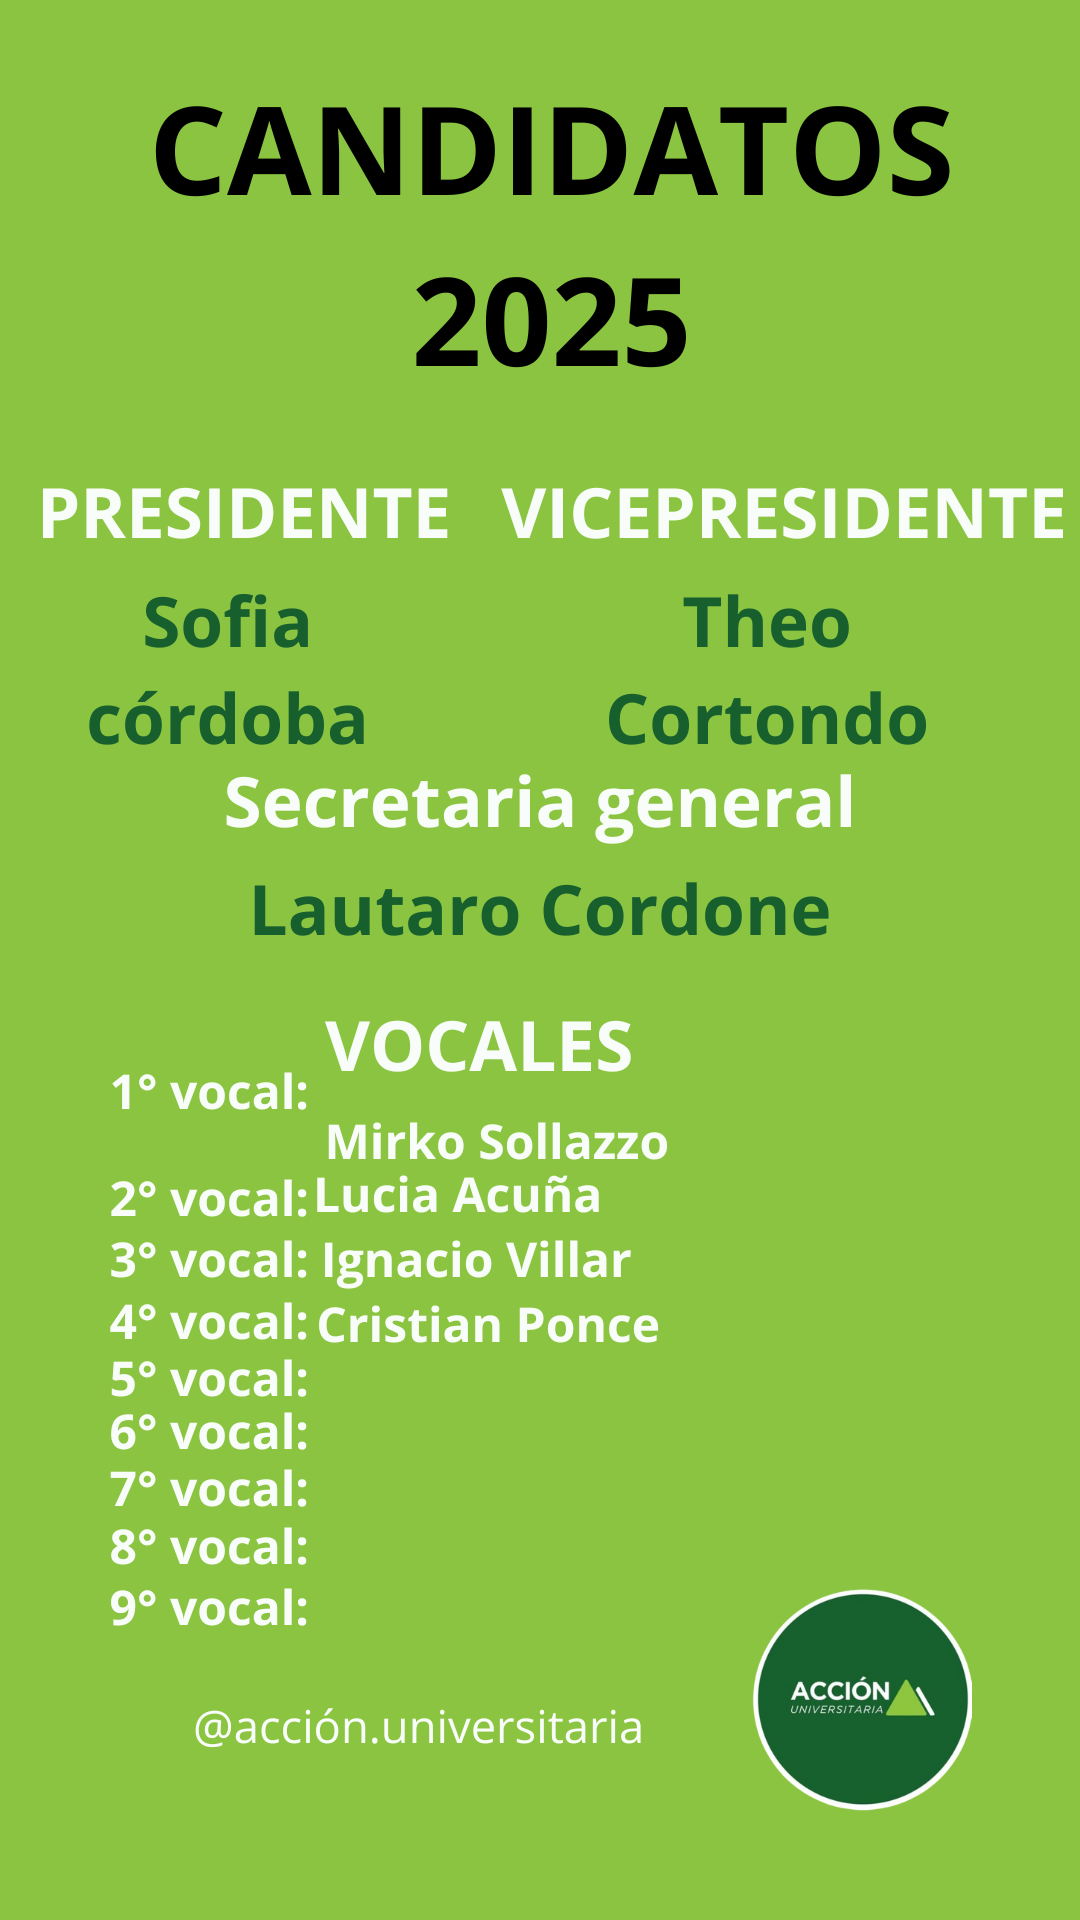 CANDIDATOS
2025
PRESIDENTE VICEPRESIDENTE
Sofia
córdoba
Theo
Cortondo
Secretaria general
Lautaro Cordone
VOCALES
1° vocal:
Mirko Sollazzo
2° vocal: Lucia Acuña
3° vocal: Ignacio Villar
4° vocal: Cristian Ponce
5° vocal:
6° vocal:
7° vocal:
8° vocal:
9° vocal:
@acción.universitaria
ACCIÓN
UNIVERSITARIA